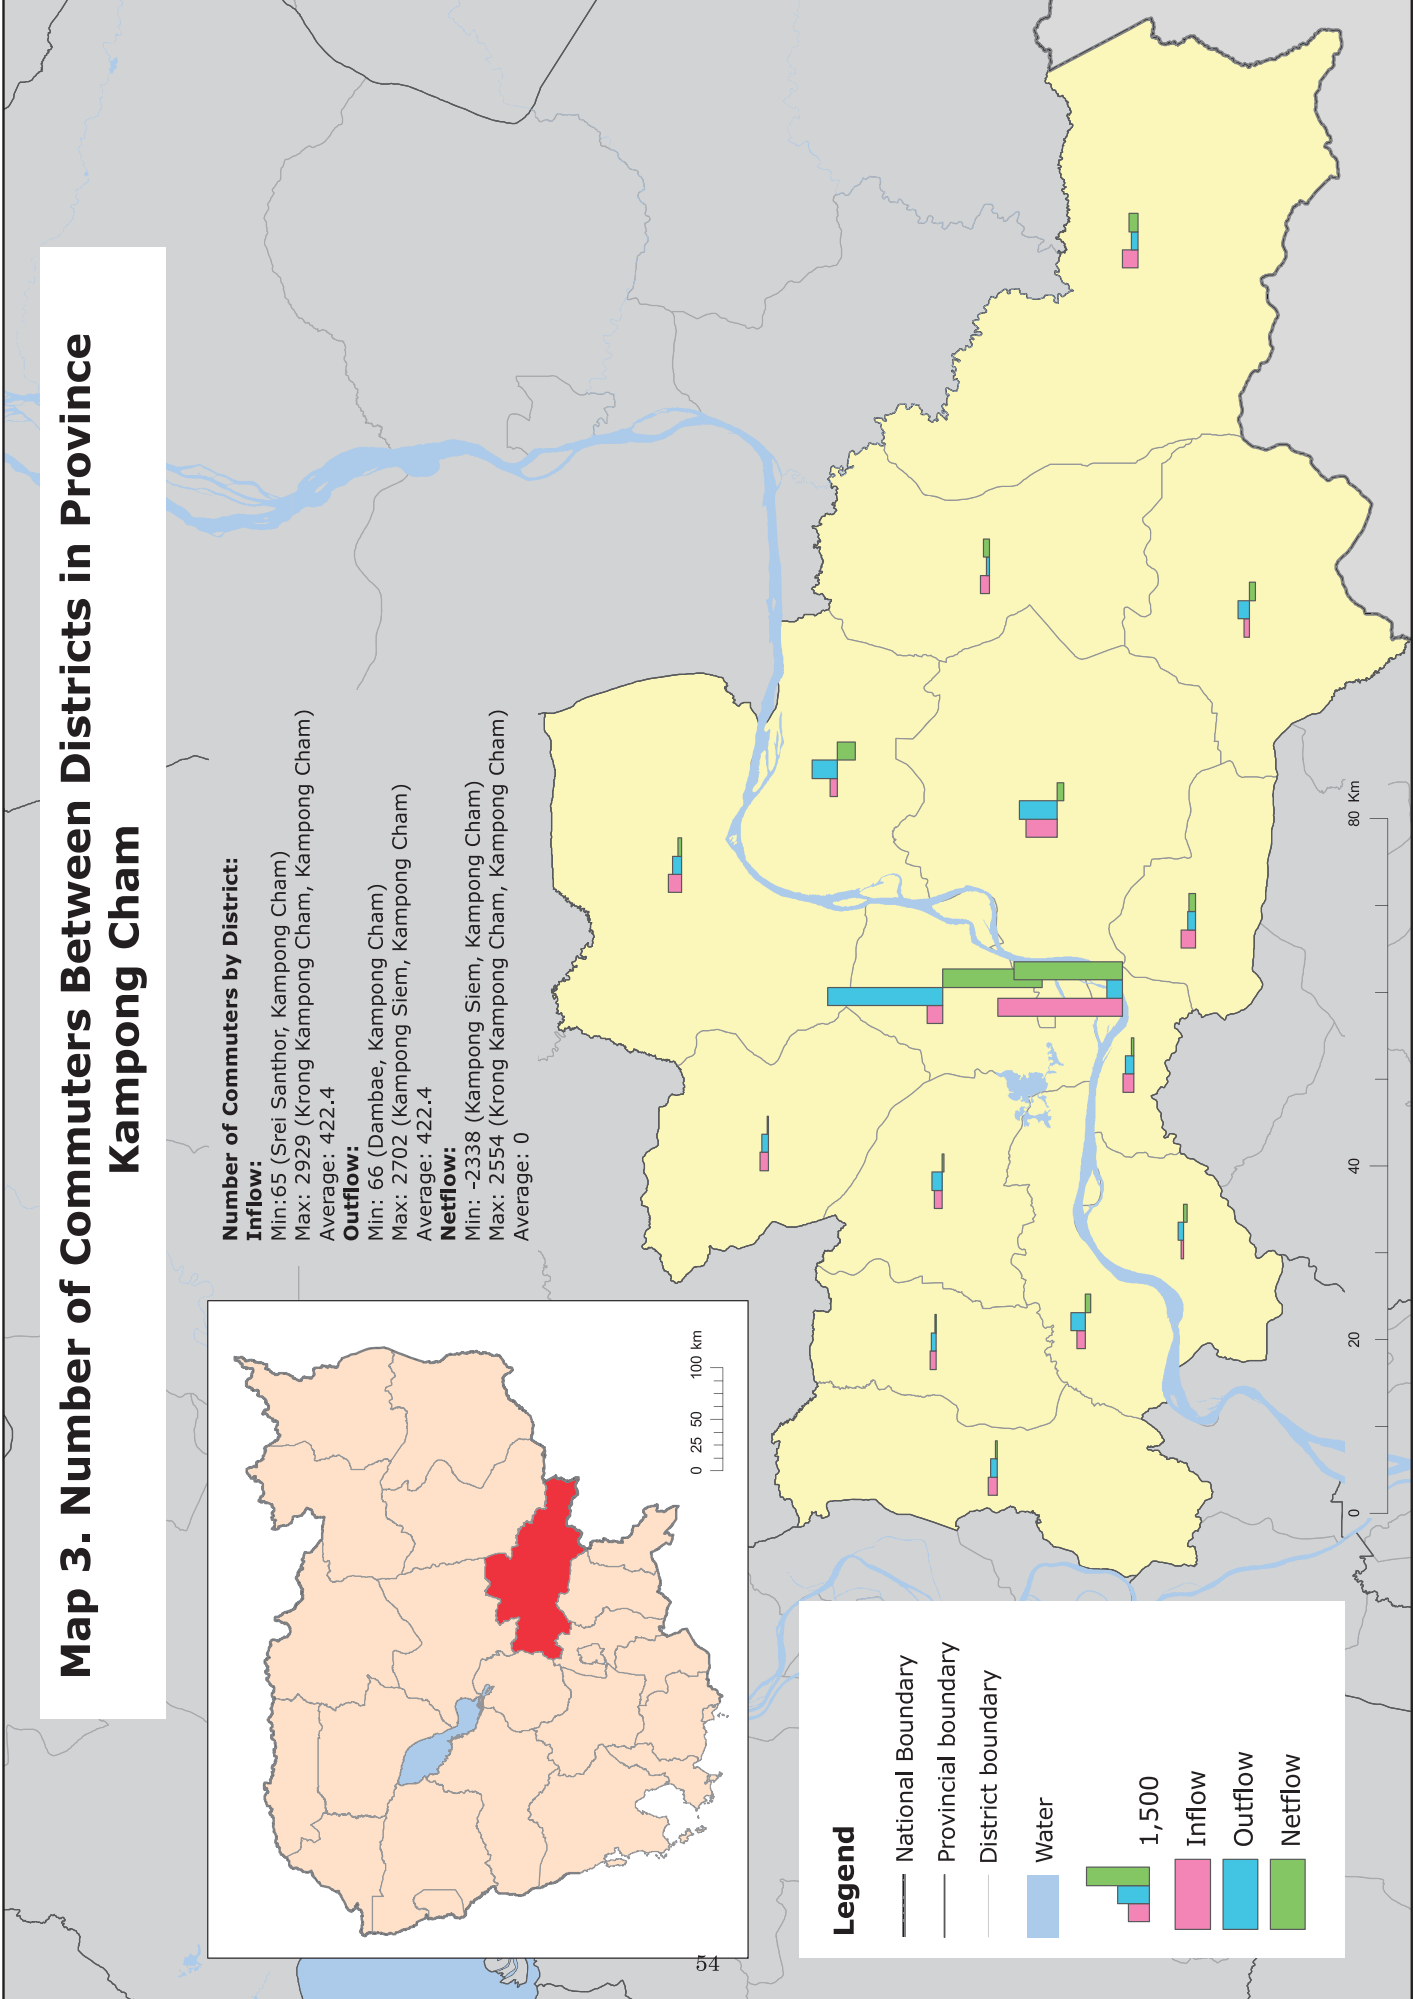 Map 3. Number of Commuters Between Districts in Province
Kampong Cham
Number of Commuters by District:
Inflow:
Min:65 (Srei Santhor, Kampong Cham)
Max: 2929 (Krong Kampong Cham, Kampong Cham)
Average: 422.4
Outflow:
Min: 66 (Dambae, Kampong Cham)
Max: 2702 (Kampong Siem, Kampong Cham)
Average: 422.4
Netflow:
Min: -2338 (Kampong Siem, Kampong Cham)
Max: 2554 (Krong Kampong Cham, Kampong Cham)
Average: 0
0 25 50 100 km
Legend
National Boundary
Provincial boundary
District boundary
Water
1,500
Inflow
Outflow
Netflow
0 20 40 80 Km
54